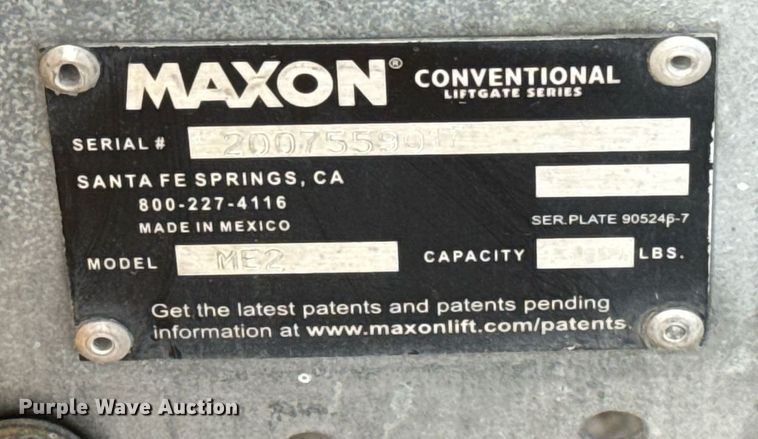 MAXON® CONVENTIONAL
LIFTGATE SERIES
SERIAL #
SANTA FE SPRINGS, CA
800-227-4116
MADE IN MEXICO
SER.PLATE 905246-7
MODEL ME2 CAPACITY LBS.
Get the latest patents and patents pending
information at www.maxonlift.com/patents.
Purple Wave Auction